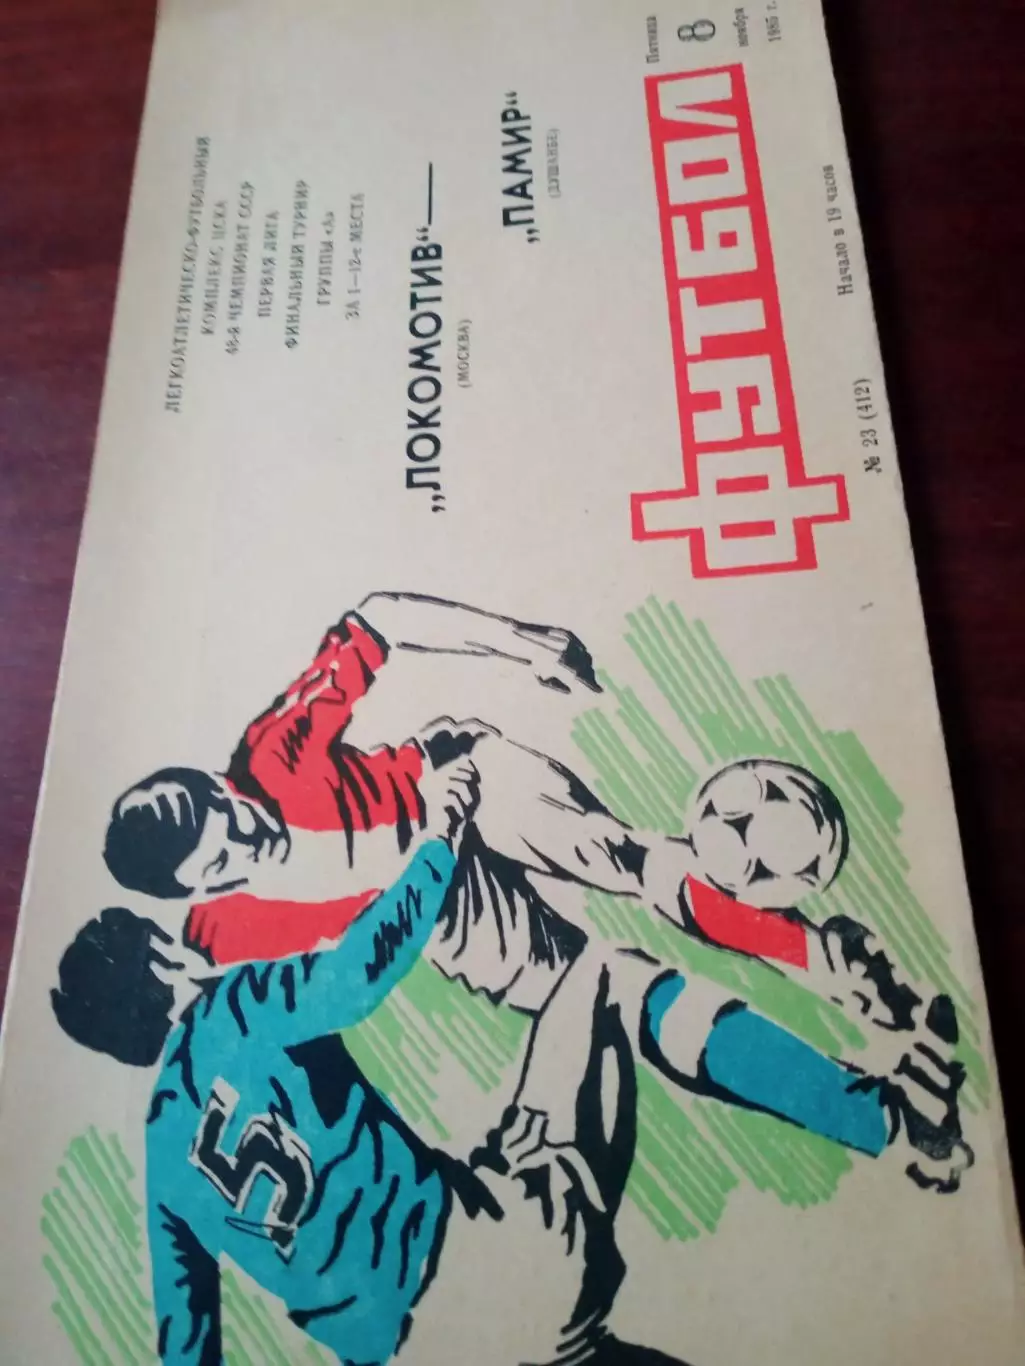 ЛЕГКОАТЛЕТИЧЕСКО-ФУТБОЛЬНЫЙ
КОМПЛЕКС ЦСКА
48-Й ЧЕМПИОНАТ СССР
ПЕРВАЯ ЛИГА
ФИНАЛЬНЫЙ ТУРНИР
ГРУППЫ «А»
ЗА 1—12-е МЕСТА
„ЛОКОМОТИВ“—
(МОСКВА)
„ПАМИР“
(ДУШАНБЕ)
Пятница
8
ноября
1985 г.
ФУТБОЛ
Начало в 19 часов
№ 23 (412)
5